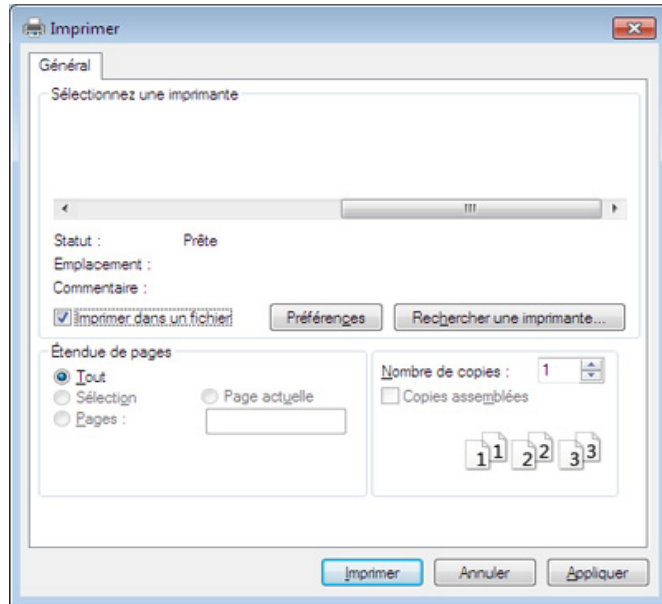 Imprimer
Général
Sélectionnez une imprimante
Statut : Prête
Emplacement :
Commentaire :
Imprimer dans un fichier Préférences Rechercher une imprimante...
Étendue de pages
Tout
Sélection Page actuelle
Pages :
Nombre de copies : 1
Copies assemblées
1 1 2 2 3 3
Imprimer Annuler Appliquer